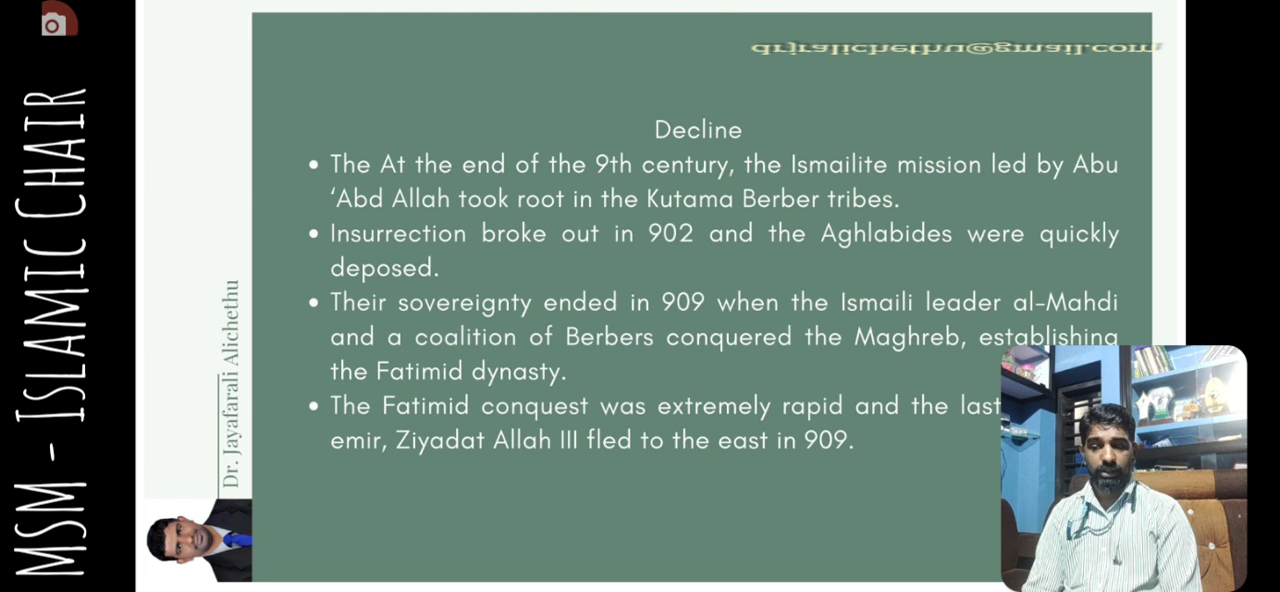 MSM - ISLAMIC CHAIR
drjralichethu@gmail.com
Decline
• The At the end of the 9th century, the Ismailite mission led by Abu
‘Abd Allah took root in the Kutama Berber tribes.
• Insurrection broke out in 902 and the Aghlabides were quickly
deposed.
• Their sovereignty ended in 909 when the Ismaili leader al-Mahdi
and a coalition of Berbers conquered the Maghreb, establishing
the Fatimid dynasty.
• The Fatimid conquest was extremely rapid and the last
emir, Ziyadat Allah III fled to the east in 909.
Dr. Jayafarali Alichethu